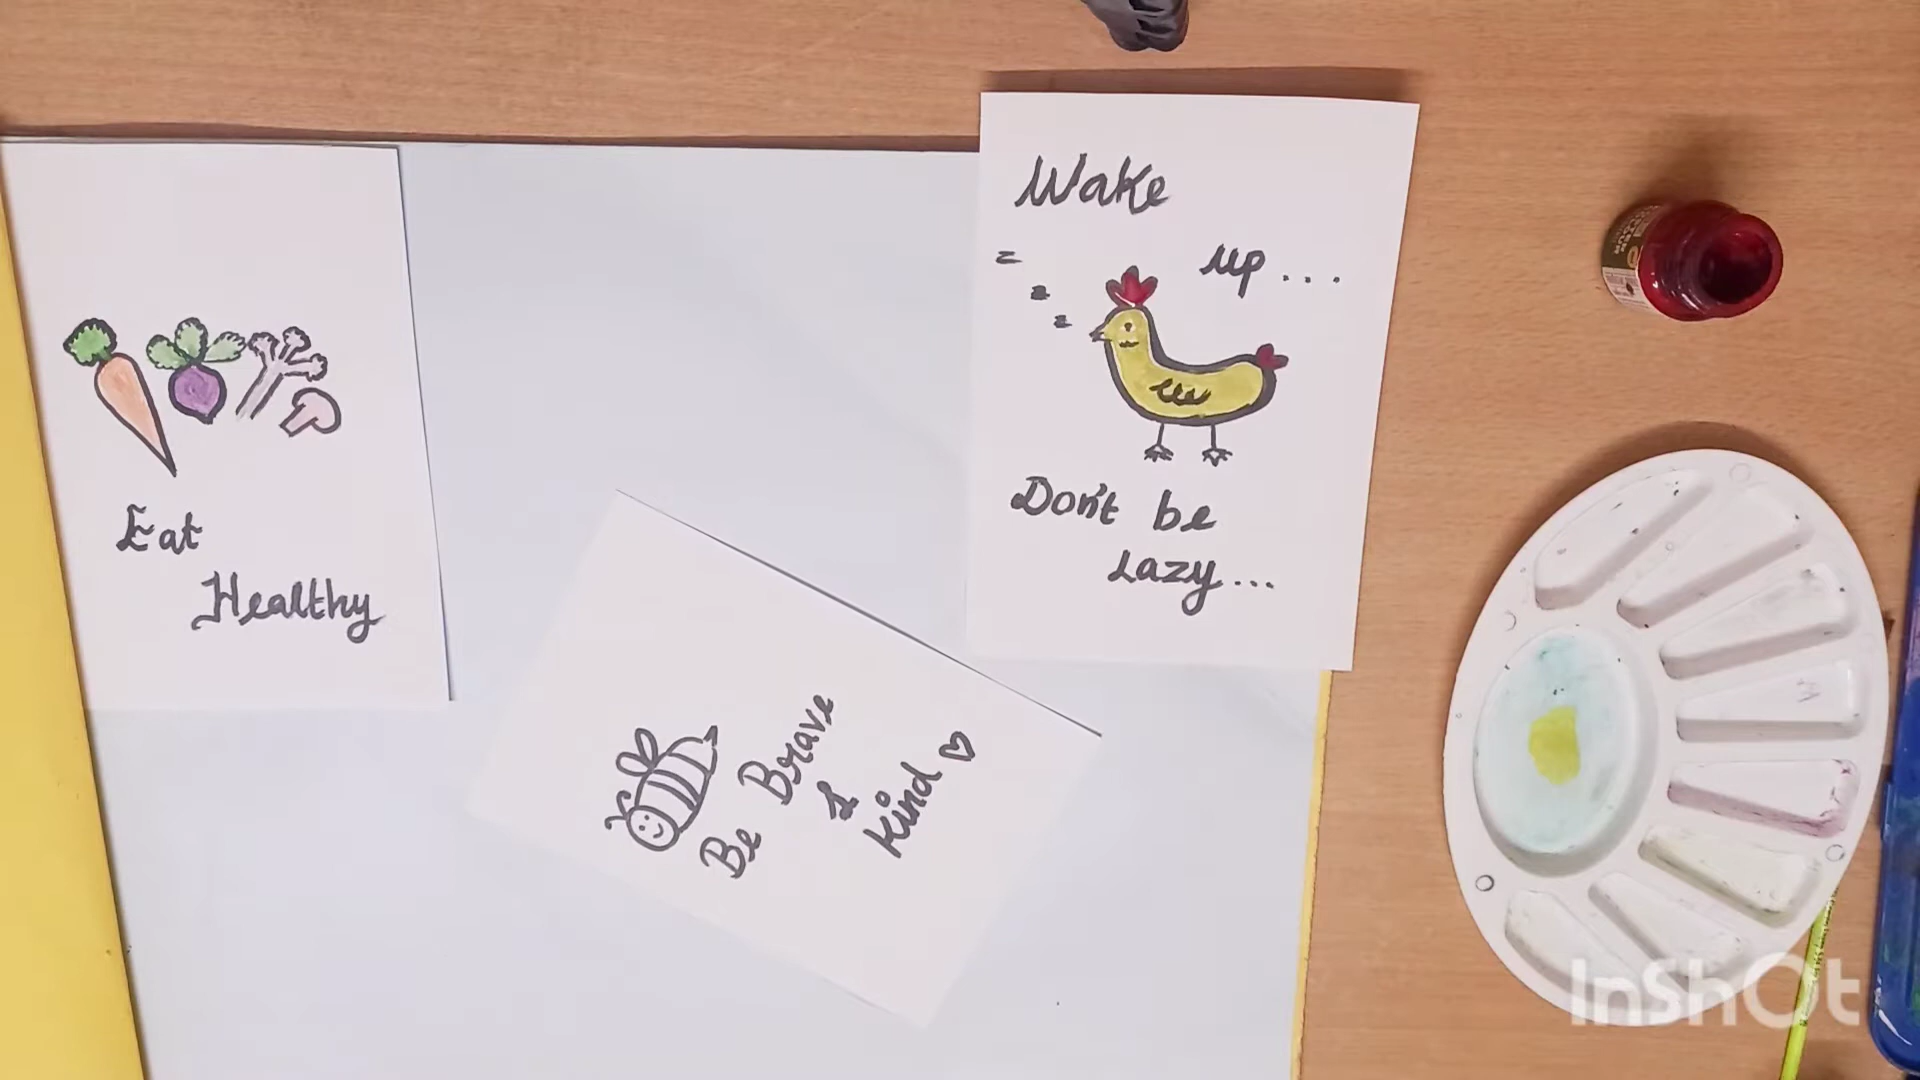 Eat
Healthy
Wake
up...
Don't be
Lazy...
Be Brave
&
Kind
InShOt